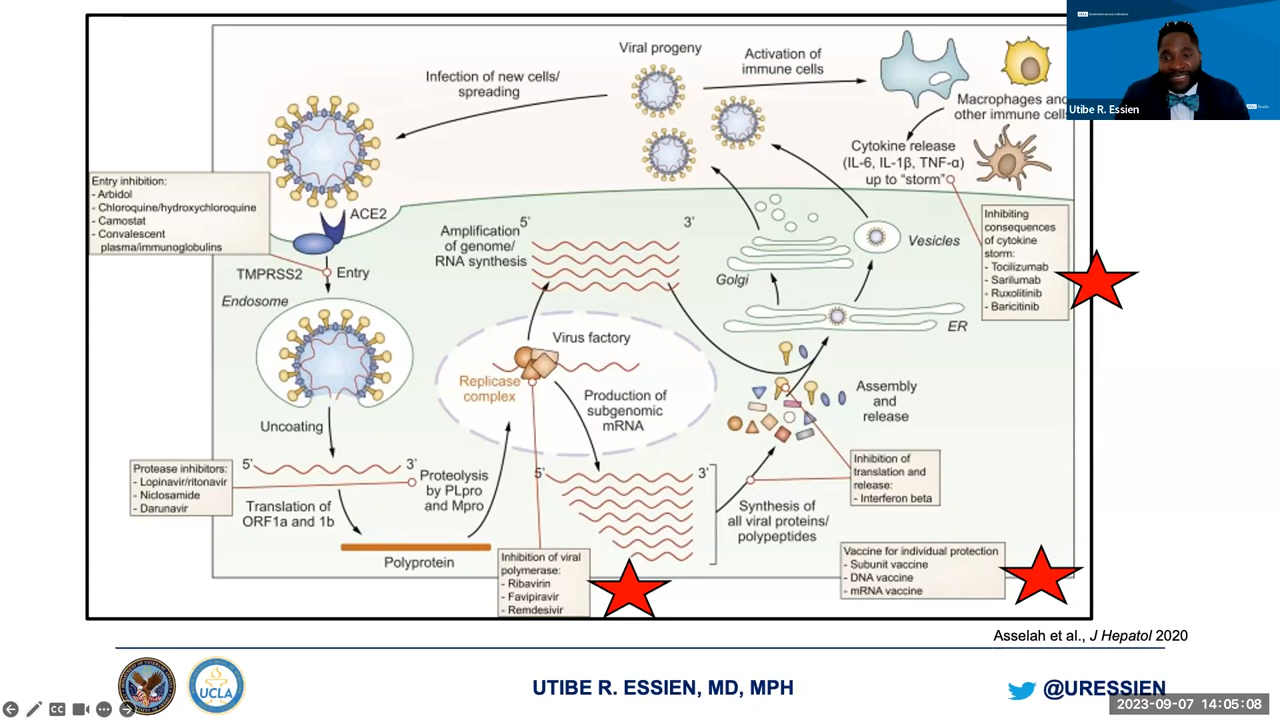 Viral progeny
Infection of new cells/
spreading
Activation of
immune cells
Macrophages and
other immune cells
Cytokine release
(IL-6, IL-1β, TNF-α)
up to “storm”
Utibe R. Essien
Entry inhibition:
- Arbidol
- Chloroquine/hydroxychloroquine
- Camostat
- Convalescent
plasma/immunoglobulins
ACE2
TMPRSS2
Entry
Endosome
Uncoating
Amplification
of genome/
RNA synthesis
5’
3’
Golgi
Vesicles
ER
Inhibiting
consequences
of cytokine
storm:
- Tocilizumab
- Sarilumab
- Ruxolitinib
- Baricitinib
Virus factory
Replicase
complex
Production of
subgenomic
mRNA
Assembly
and
release
Protease inhibitors:
- Lopinavir/ritonavir
- Niclosamide
- Darunavir
5’
3’
Translation of
ORF1a and 1b
Proteolysis
by PLpro
and Mpro
Polyprotein
5’
3’
Inhibition of viral
polymerase:
- Ribavirin
- Favipiravir
- Remdesivir
Synthesis of
all viral proteins/
polypeptides
Inhibition of
translation and
release:
- Interferon beta
Vaccine for individual protection
- Subunit vaccine
- DNA vaccine
- mRNA vaccine
Asselah et al., J Hepatol 2020
UCLA
UTIBE R. ESSIEN, MD, MPH
@URESSIEN
CC
2023-09-07 14:05:08